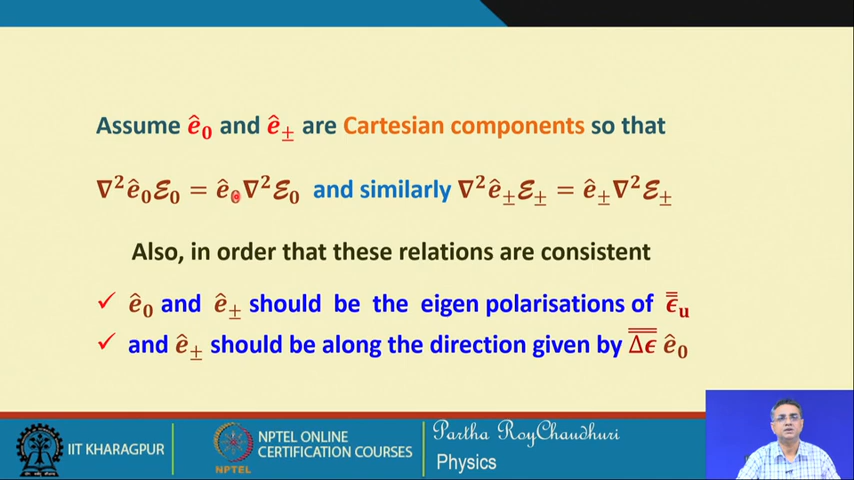 Assume ê₀ and ê± are Cartesian components so that
∇²ê₀ℰ₀ = ê₀∇²ℰ₀ and similarly ∇²ê±ℰ± = ê±∇²ℰ±
Also, in order that these relations are consistent
✓ ê₀ and ê± should be the eigen polarisations of ϵ̿ᵤ
✓ and ê± should be along the direction given by Δϵ̿ ê₀
IIT KHARAGPUR
NPTEL
NPTEL ONLINE
CERTIFICATION COURSES
Partha RoyChaudhuri
Physics